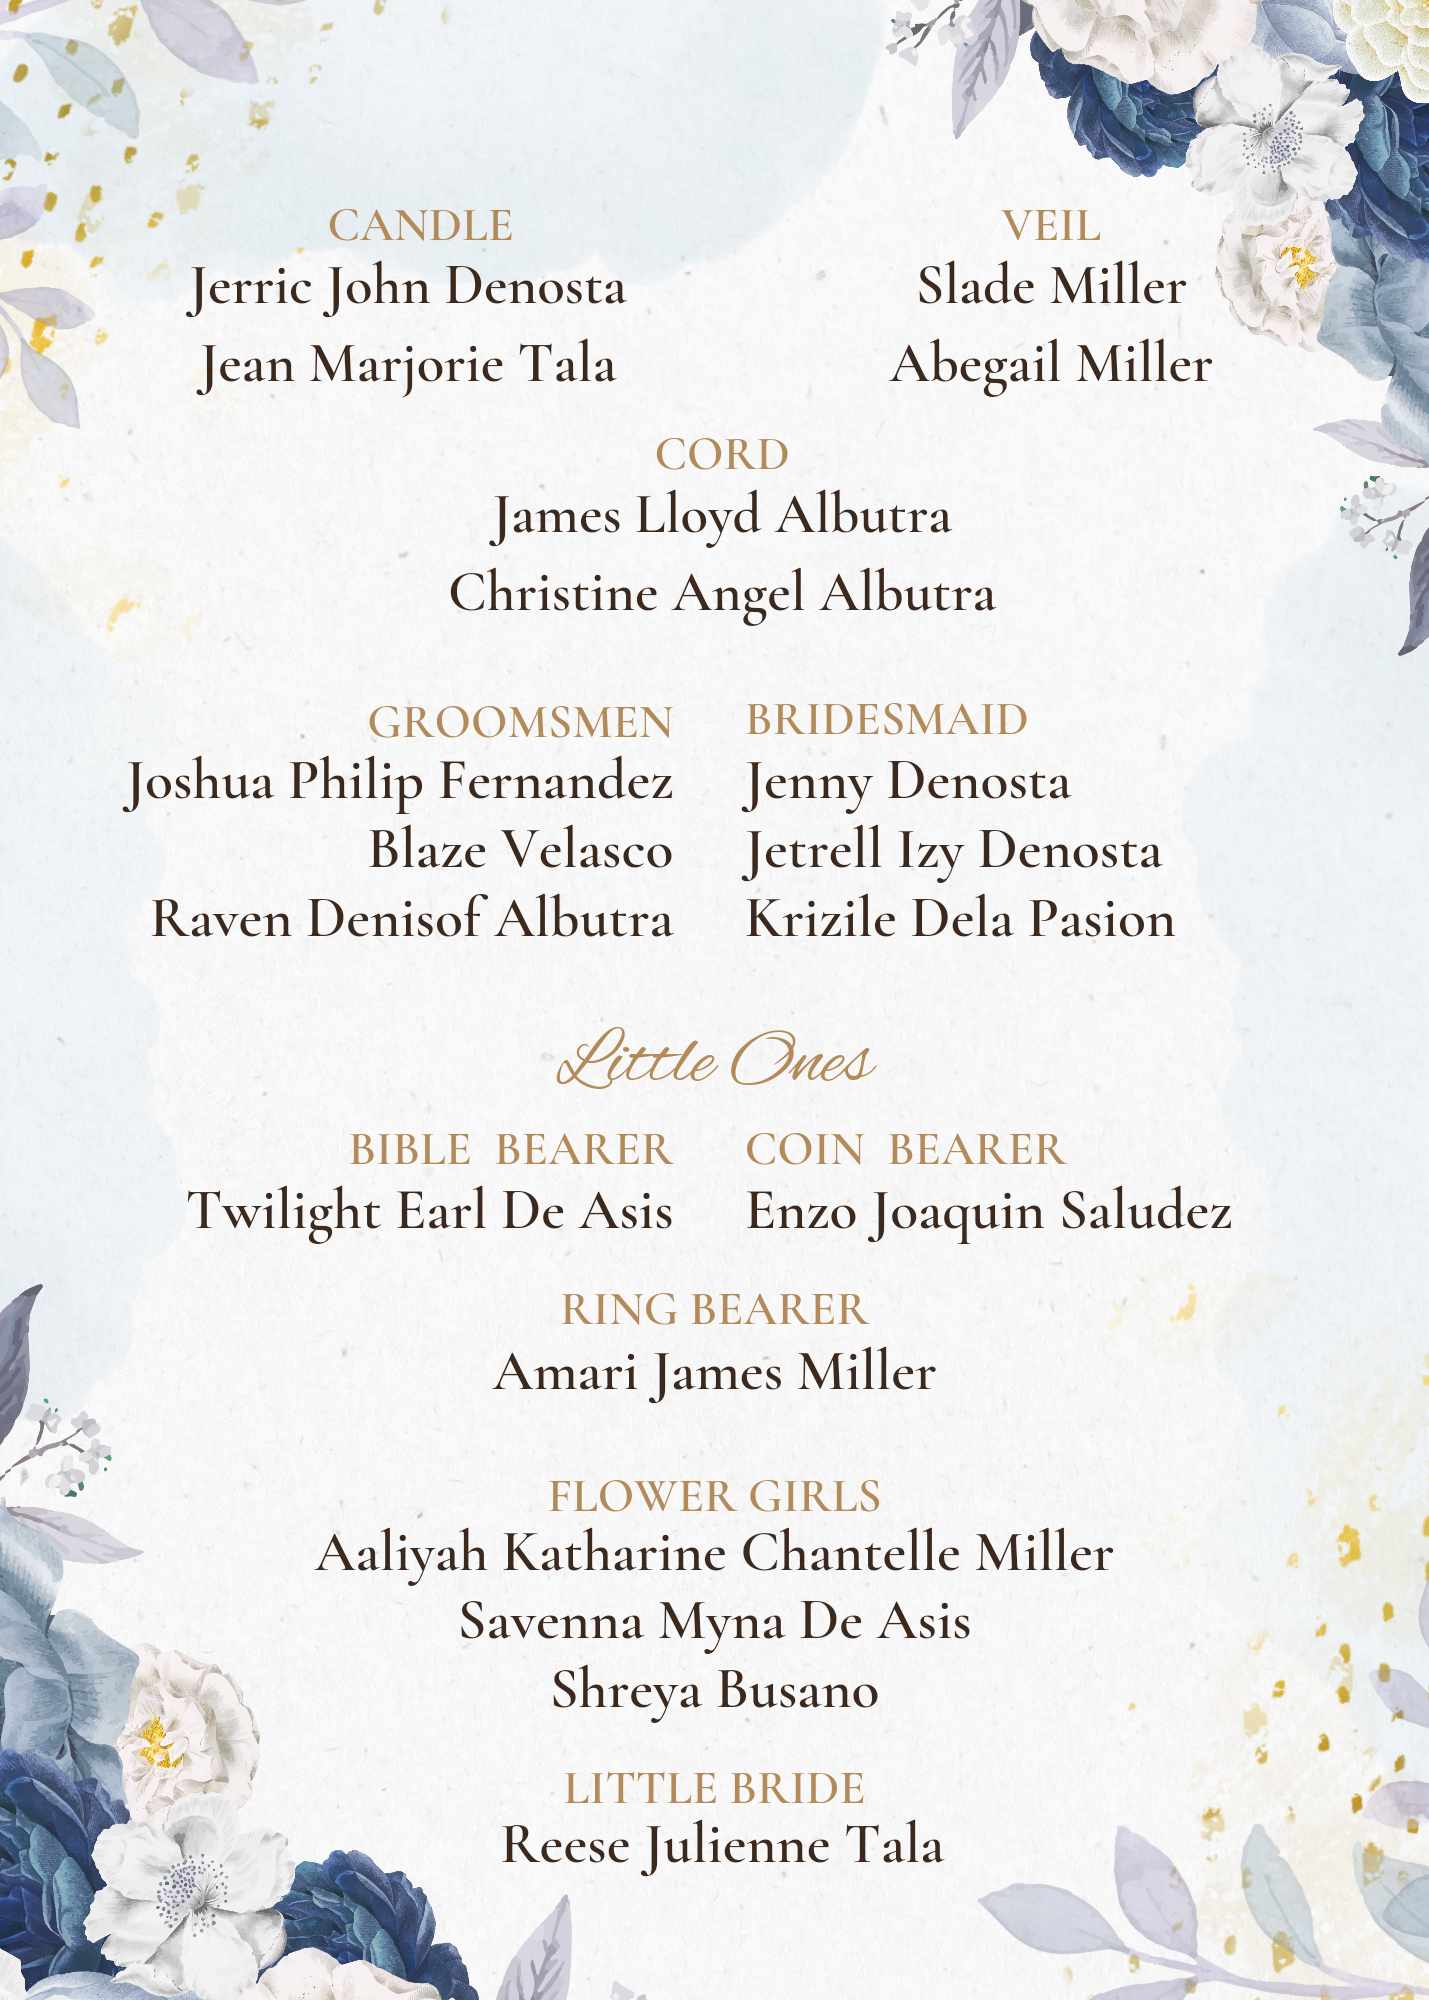 CANDLE
Jerric John Denosta
Jean Marjorie Tala
VEIL
Slade Miller
Abegail Miller
CORD
James Lloyd Albutra
Christine Angel Albutra
GROOMSMEN
Joshua Philip Fernandez
Blaze Velasco
Raven Denisof Albutra
BRIDESMAID
Jenny Denosta
Jetrell Izy Denosta
Krizile Dela Pasion
Little Ones
BIBLE BEARER
Twilight Earl De Asis
COIN BEARER
Enzo Joaquin Saludez
RING BEARER
Amari James Miller
FLOWER GIRLS
Aaliyah Katharine Chantelle Miller
Savenna Myna De Asis
Shreya Busano
LITTLE BRIDE
Reese Julienne Tala